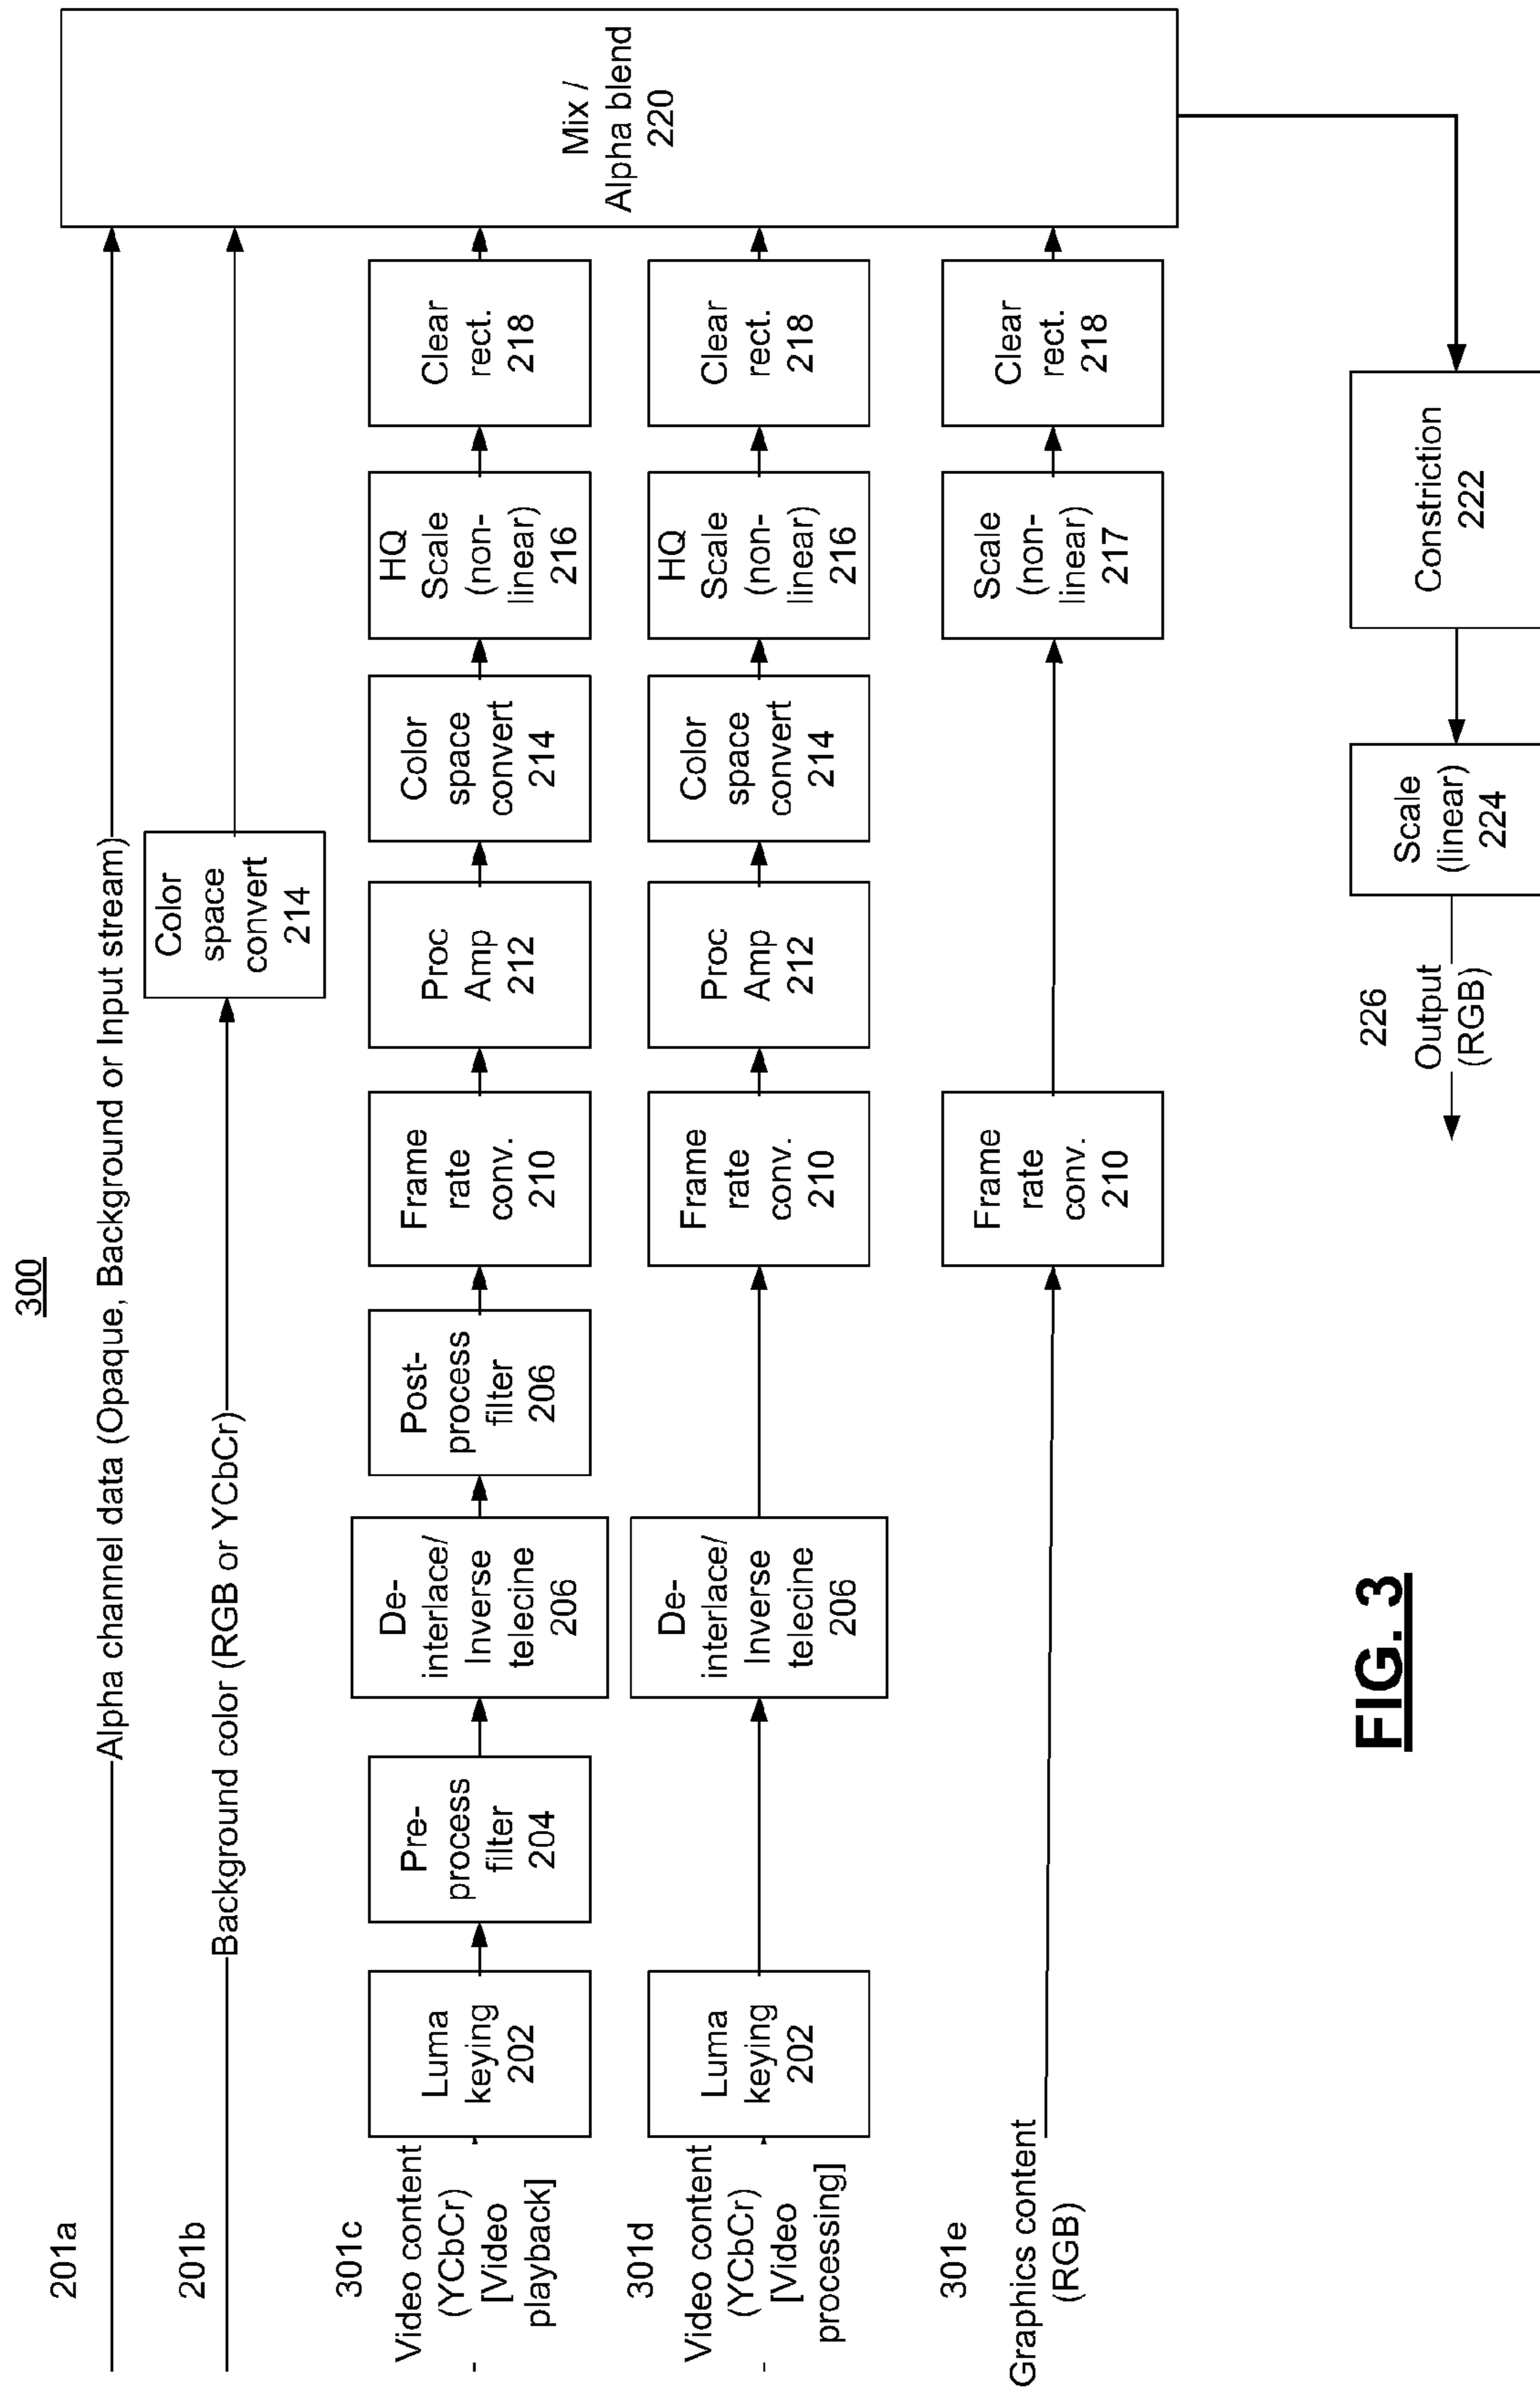 300
201a
Alpha channel data (Opaque, Background or Input stream)
201b
Background color (RGB or YCbCr)
Color
space
convert
214
301c
Video content
(YCbCr)
[Video
playback]
Luma
keying
202
Pre-
process
filter
204
De-
interlace/
Inverse
telecine
206
Post-
process
filter
206
Frame
rate
conv.
210
Proc
Amp
212
Color
space
convert
214
HQ
Scale
(non-
linear)
216
Clear
rect.
218
301d
Video content
(YCbCr)
[Video
processing]
Luma
keying
202
De-
interlace/
Inverse
telecine
206
Frame
rate
conv.
210
Proc
Amp
212
Color
space
convert
214
HQ
Scale
(non-
linear)
216
Clear
rect.
218
301e
Graphics content
(RGB)
Frame
rate
conv.
210
Scale
(non-
linear)
217
Clear
rect.
218
Mix /
Alpha blend
220
Constriction
222
Scale
(linear)
224
226
Output
(RGB)
FIG. 3